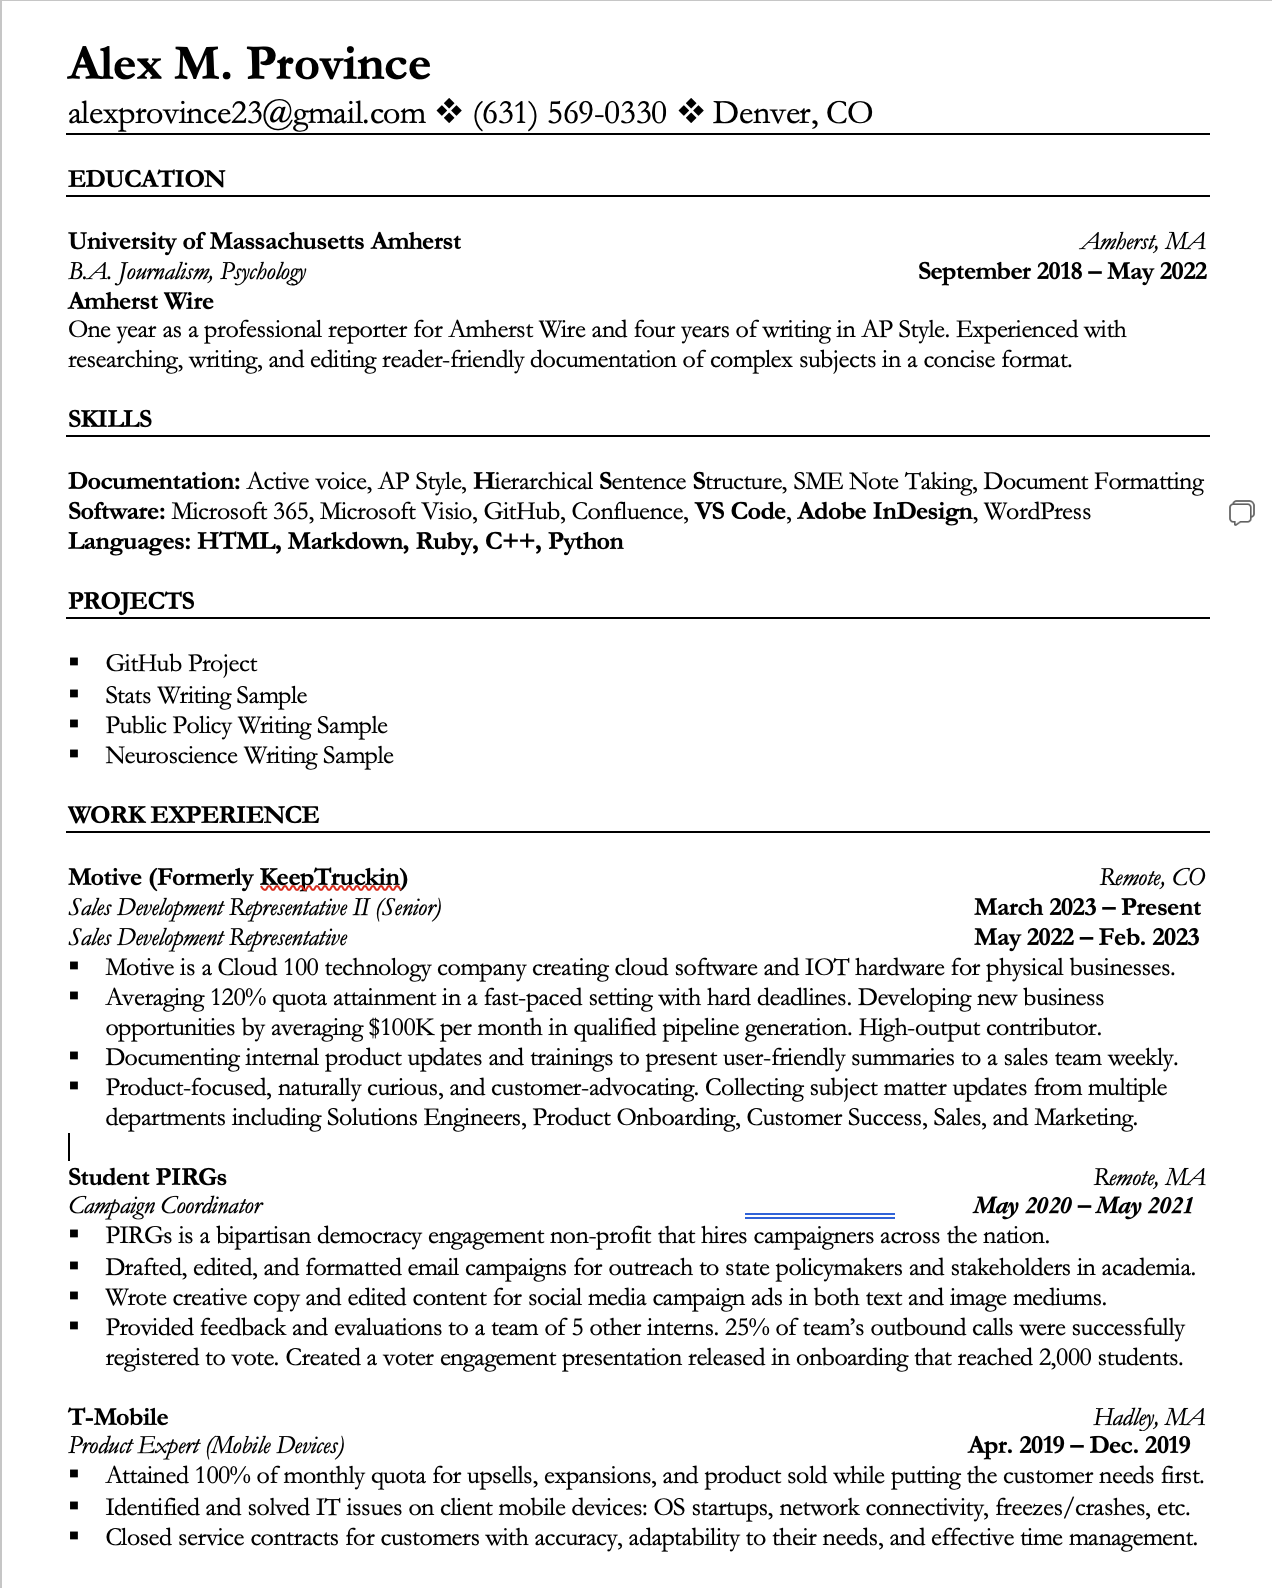 Alex M. Province
alexprovince23@gmail.com ❖ (631) 569-0330 ❖ Denver, CO
EDUCATION
University of Massachusetts Amherst Amherst, MA
B.A. Journalism, Psychology September 2018 – May 2022
Amherst Wire
One year as a professional reporter for Amherst Wire and four years of writing in AP Style. Experienced with
researching, writing, and editing reader-friendly documentation of complex subjects in a concise format.
SKILLS
Documentation: Active voice, AP Style, Hierarchical Sentence Structure, SME Note Taking, Document Formatting
Software: Microsoft 365, Microsoft Visio, GitHub, Confluence, VS Code, Adobe InDesign, WordPress
Languages: HTML, Markdown, Ruby, C++, Python
PROJECTS
▪ GitHub Project
▪ Stats Writing Sample
▪ Public Policy Writing Sample
▪ Neuroscience Writing Sample
WORK EXPERIENCE
Motive (Formerly KeepTruckin) Remote, CO
Sales Development Representative II (Senior) March 2023 – Present
Sales Development Representative May 2022 – Feb. 2023
▪ Motive is a Cloud 100 technology company creating cloud software and IOT hardware for physical businesses.
▪ Averaging 120% quota attainment in a fast-paced setting with hard deadlines. Developing new business
opportunities by averaging $100K per month in qualified pipeline generation. High-output contributor.
▪ Documenting internal product updates and trainings to present user-friendly summaries to a sales team weekly.
▪ Product-focused, naturally curious, and customer-advocating. Collecting subject matter updates from multiple
departments including Solutions Engineers, Product Onboarding, Customer Success, Sales, and Marketing.
Student PIRGs Remote, MA
Campaign Coordinator May 2020 – May 2021
▪ PIRGs is a bipartisan democracy engagement non-profit that hires campaigners across the nation.
▪ Drafted, edited, and formatted email campaigns for outreach to state policymakers and stakeholders in academia.
▪ Wrote creative copy and edited content for social media campaign ads in both text and image mediums.
▪ Provided feedback and evaluations to a team of 5 other interns. 25% of team’s outbound calls were successfully
registered to vote. Created a voter engagement presentation released in onboarding that reached 2,000 students.
T-Mobile Hadley, MA
Product Expert (Mobile Devices) Apr. 2019 – Dec. 2019
▪ Attained 100% of monthly quota for upsells, expansions, and product sold while putting the customer needs first.
▪ Identified and solved IT issues on client mobile devices: OS startups, network connectivity, freezes/crashes, etc.
▪ Closed service contracts for customers with accuracy, adaptability to their needs, and effective time management.